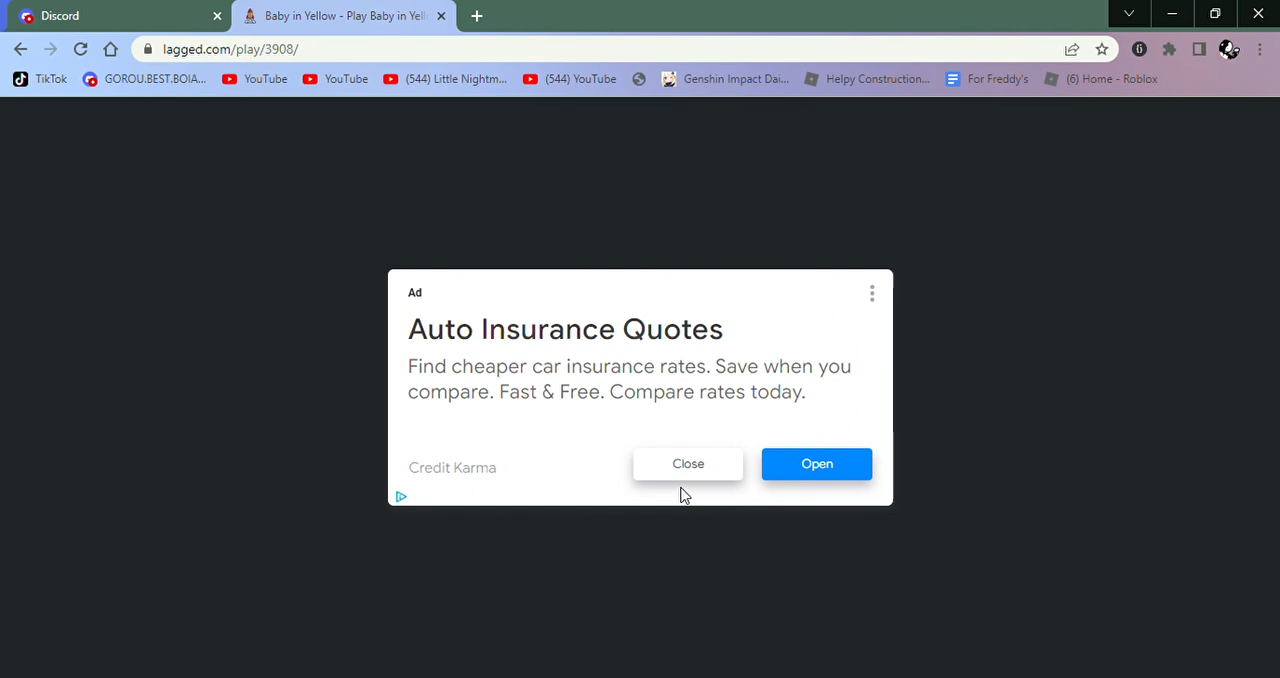 Discord
Baby in Yellow - Play Baby in Yell
lagged.com/play/3908/
TikTok
GOROU.BEST.BOIA...
YouTube
YouTube
(544) Little Nightm...
(544) YouTube
Genshin Impact Dai...
Helpy Construction...
For Freddy's
(6) Home - Roblox
Ad
Auto Insurance Quotes
Find cheaper car insurance rates. Save when you
compare. Fast & Free. Compare rates today.
Credit Karma
Close
Open